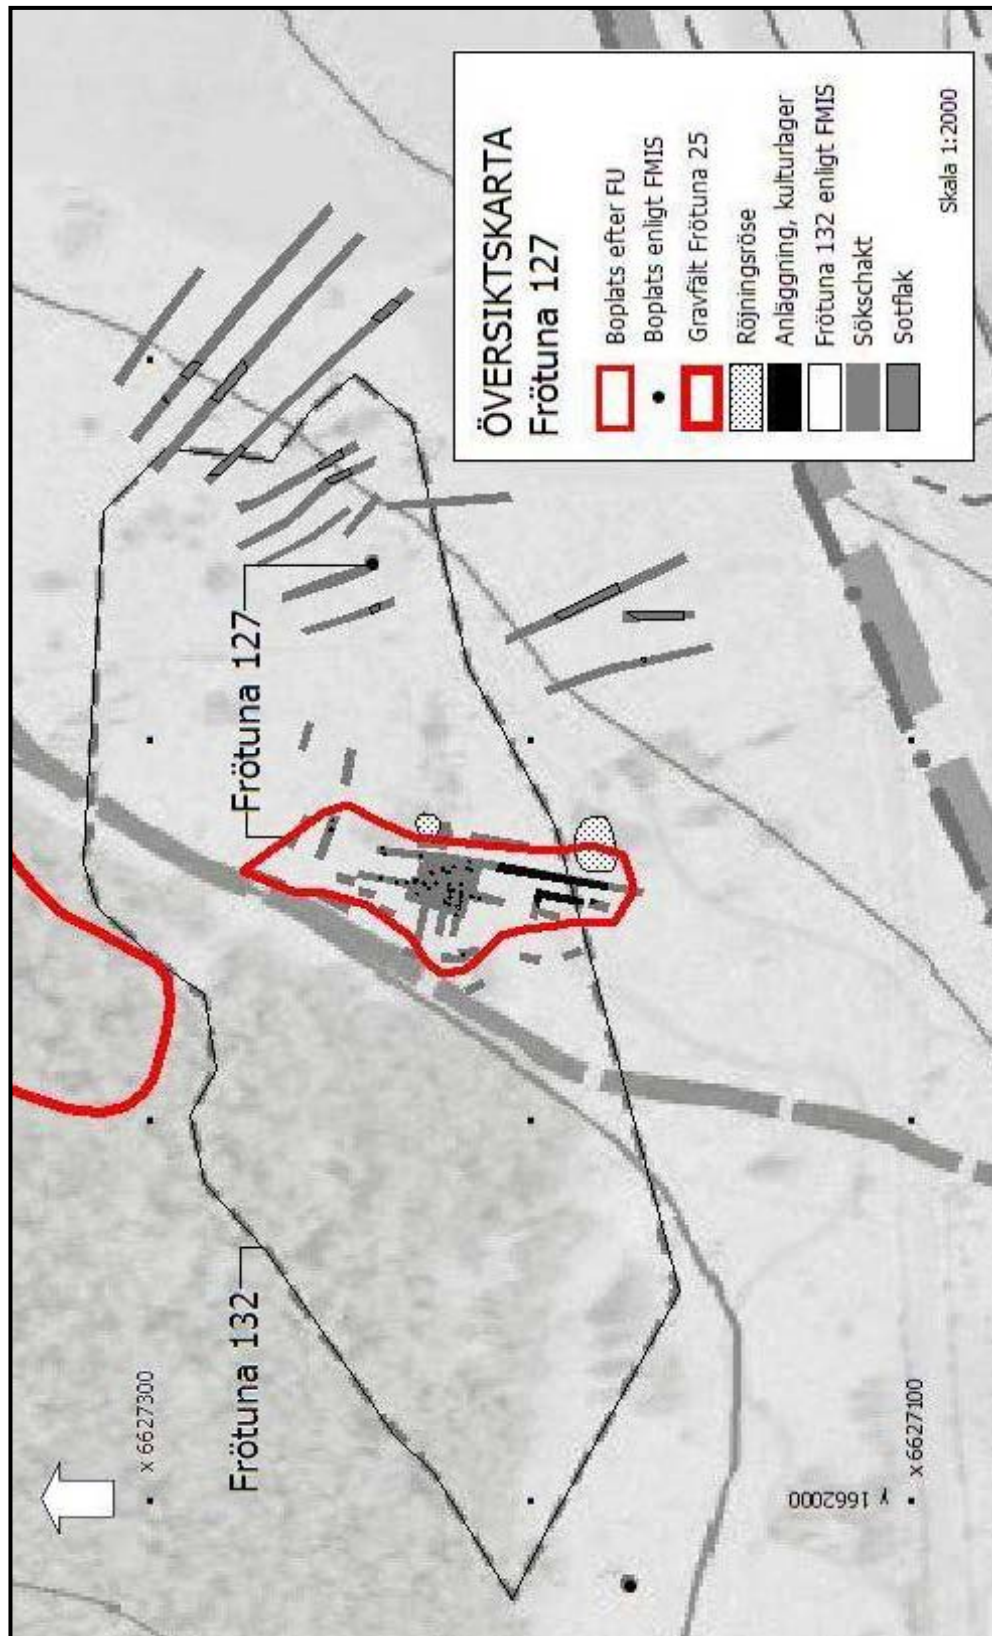 ÖVERSIKTSKARTA
Frötuna 127
Boplats efter FU
Boplats enligt FMIS
Gravfält Frötuna 25
Röjningsröse
Anläggning, kulturlager
Frötuna 132 enligt FMIS
Sökschakt
Sotflak
Skala 1:2000
Frötuna 127
Frötuna 132
x 6627300
y 1662000
x 6627100